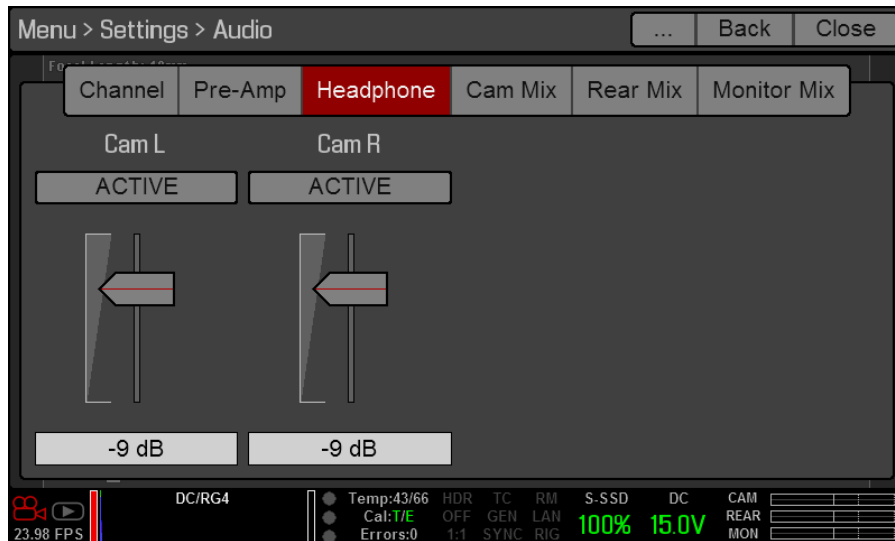 Menu > Settings > Audio ... Back Close
Channel Pre-Amp Headphone Cam Mix Rear Mix Monitor Mix
Cam L Cam R
ACTIVE ACTIVE
-9 dB -9 dB
DC/RG4 Temp:43/66 HDR TC RM S-SSD DC CAM
Cal:T/E OFF GEN LAN 100% 15.0V REAR
23.98 FPS Errors:0 1:1 SYNC RIG MON